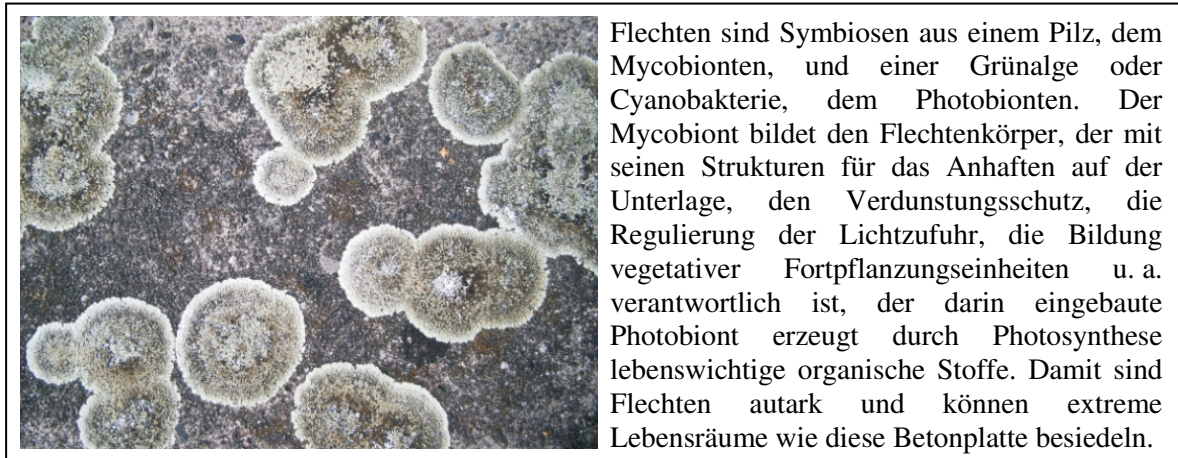 Flechten sind Symbiosen aus einem Pilz, dem
Mycobionten, und einer Grünalge oder
Cyanobakterie, dem Photobionten. Der
Mycobiont bildet den Flechtenkörper, der mit
seinen Strukturen für das Anhaften auf der
Unterlage, den Verdunstungsschutz, die
Regulierung der Lichtzufuhr, die Bildung
vegetativer Fortpflanzungseinheiten u. a.
verantwortlich ist, der darin eingebaute
Photobiont erzeugt durch Photosynthese
lebenswichtige organische Stoffe. Damit sind
Flechten autark und können extreme
Lebensräume wie diese Betonplatte besiedeln.